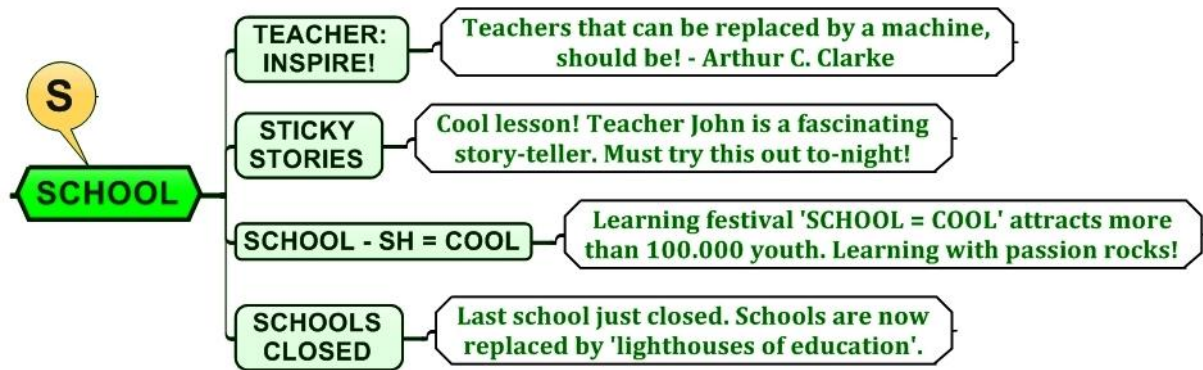 S
SCHOOL
TEACHER:
INSPIRE!
Teachers that can be replaced by a machine,
should be! - Arthur C. Clarke
STICKY
STORIES
Cool lesson! Teacher John is a fascinating
story-teller. Must try this out to-night!
SCHOOL - SH = COOL
Learning festival 'SCHOOL = COOL' attracts more
than 100.000 youth. Learning with passion rocks!
SCHOOLS
CLOSED
Last school just closed. Schools are now
replaced by 'lighthouses of education'.